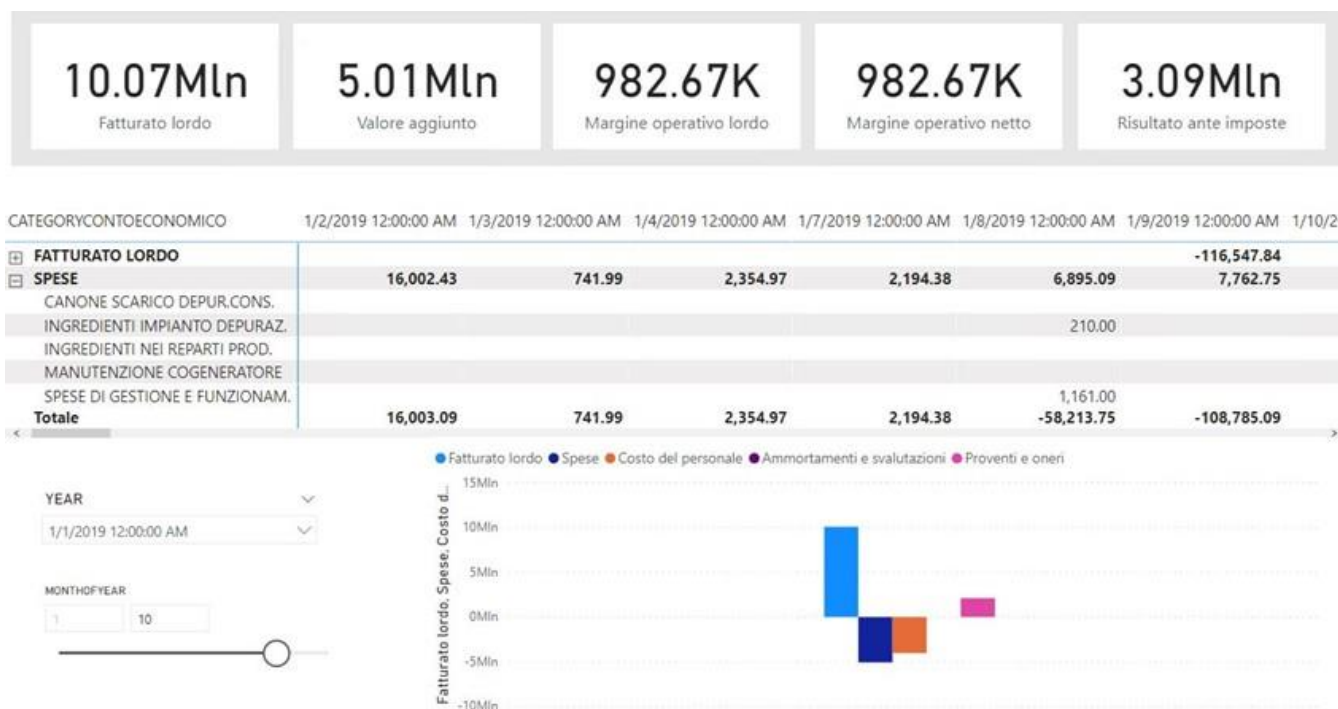 10.07Mln 5.01Mln 982.67K 982.67K 3.09Mln
Fatturato lordo Valore aggiunto Margine operativo lordo Margine operativo netto Risultato ante imposte
CATEGORYCONTOECONOMICO 1/2/2019 12:00:00 AM 1/3/2019 12:00:00 AM 1/4/2019 12:00:00 AM 1/7/2019 12:00:00 AM 1/8/2019 12:00:00 AM 1/9/2019 12:00:00 AM 1/10/2
FATTURATO LORDO -116,547.84
SPESE 16,002.43 741.99 2,354.97 2,194.38 6,895.09 7,762.75
CANONE SCARICO DEPUR.CONS.
INGREDIENTI IMPIANTO DEPURAZ. 210.00
INGREDIENTI NEI REPARTI PROD.
MANUTENZIONE COGENERATORE
SPESE DI GESTIONE E FUNZIONAM. 1,161.00
Totale 16,003.09 741.99 2,354.97 2,194.38 -58,213.75 -108,785.09
Fatturato lordo Spese Costo del personale Ammortamenti e svalutazioni Proventi e oneri
YEAR
1/1/2019 12:00:00 AM
MONTHOFYEAR
1 10
Fatturato lordo, Spese, Costo d...
15Mln
10Mln
5Mln
0Mln
-5Mln
-10Mln